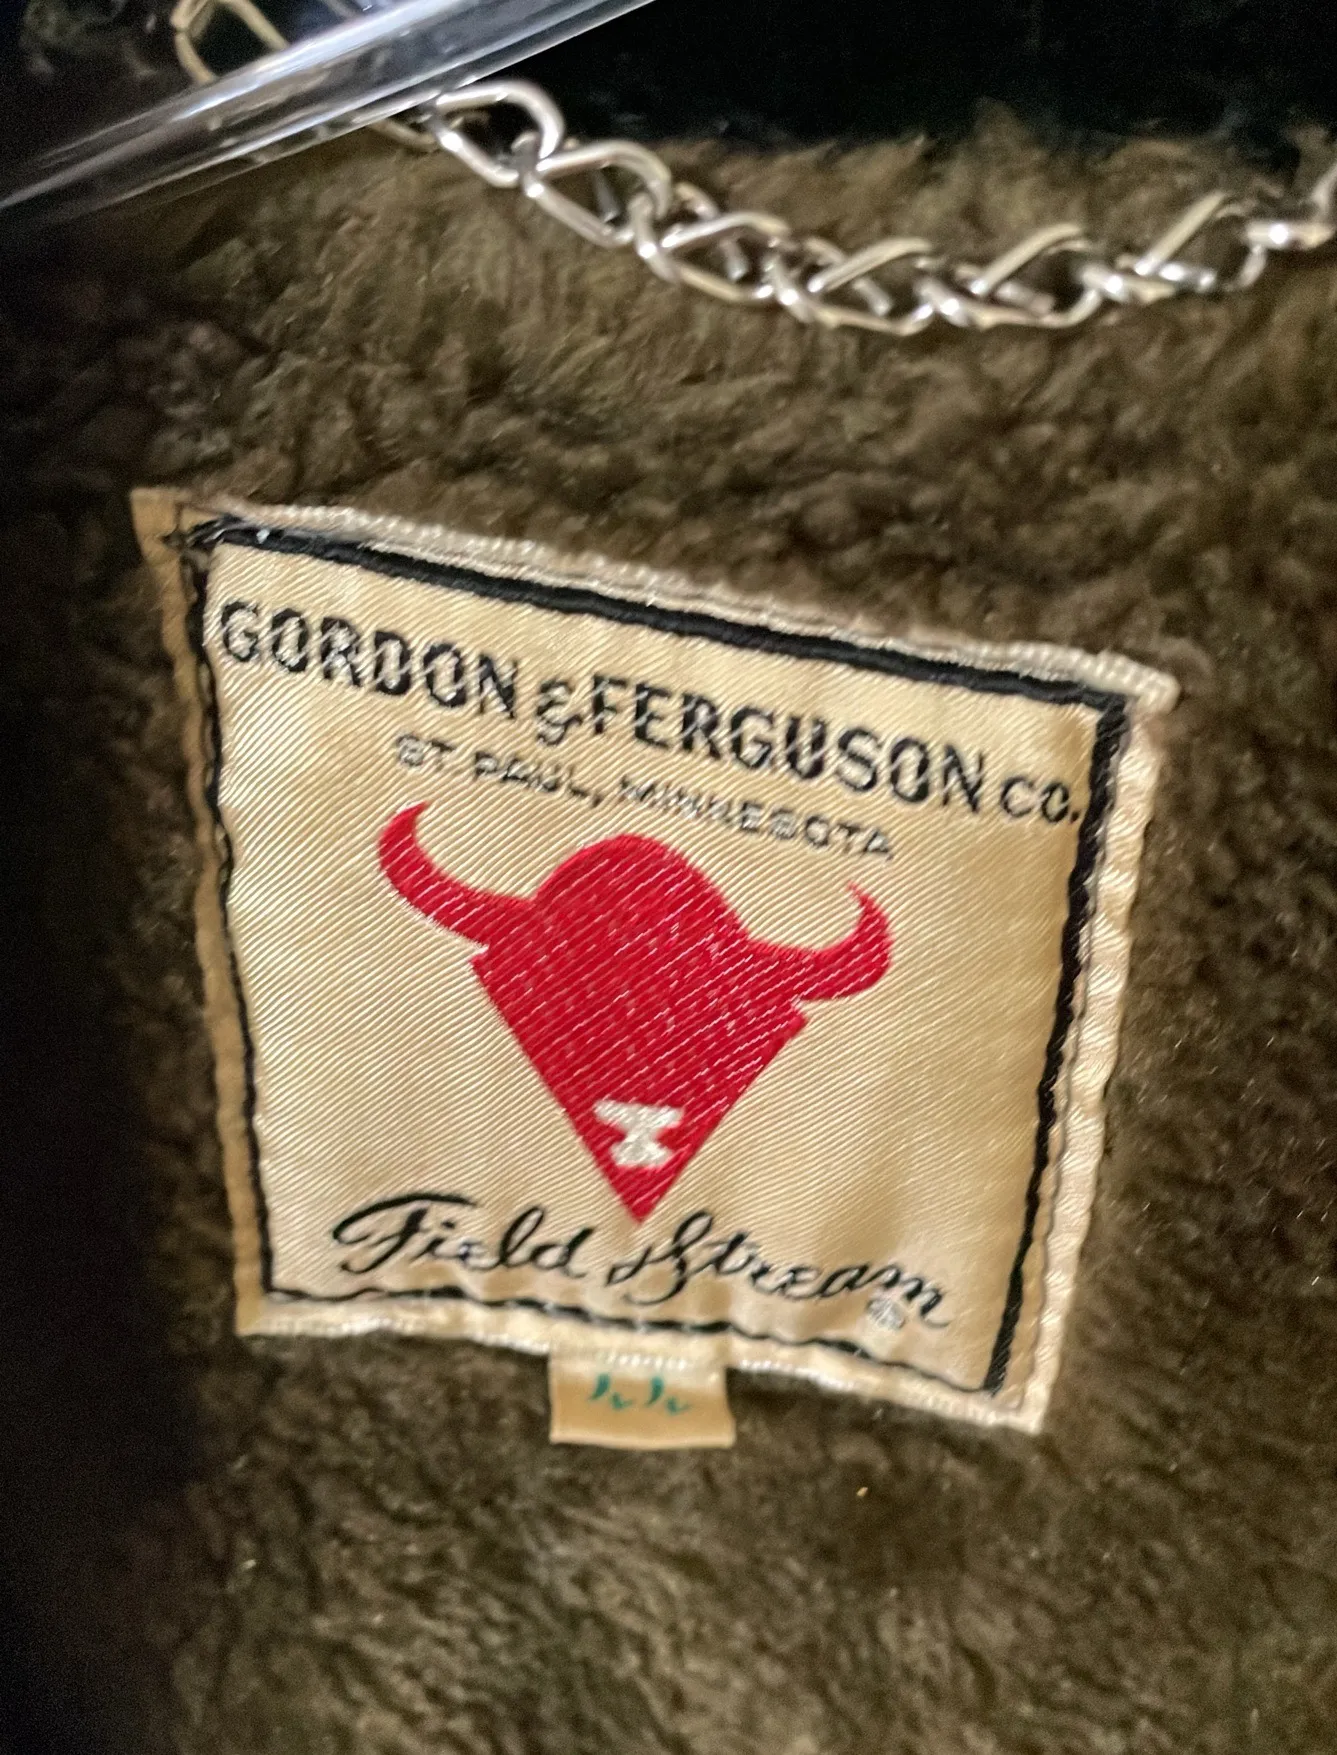 GORDON & FERGUSON CO.
ST. PAUL, MINNESOTA
Field & Stream
®